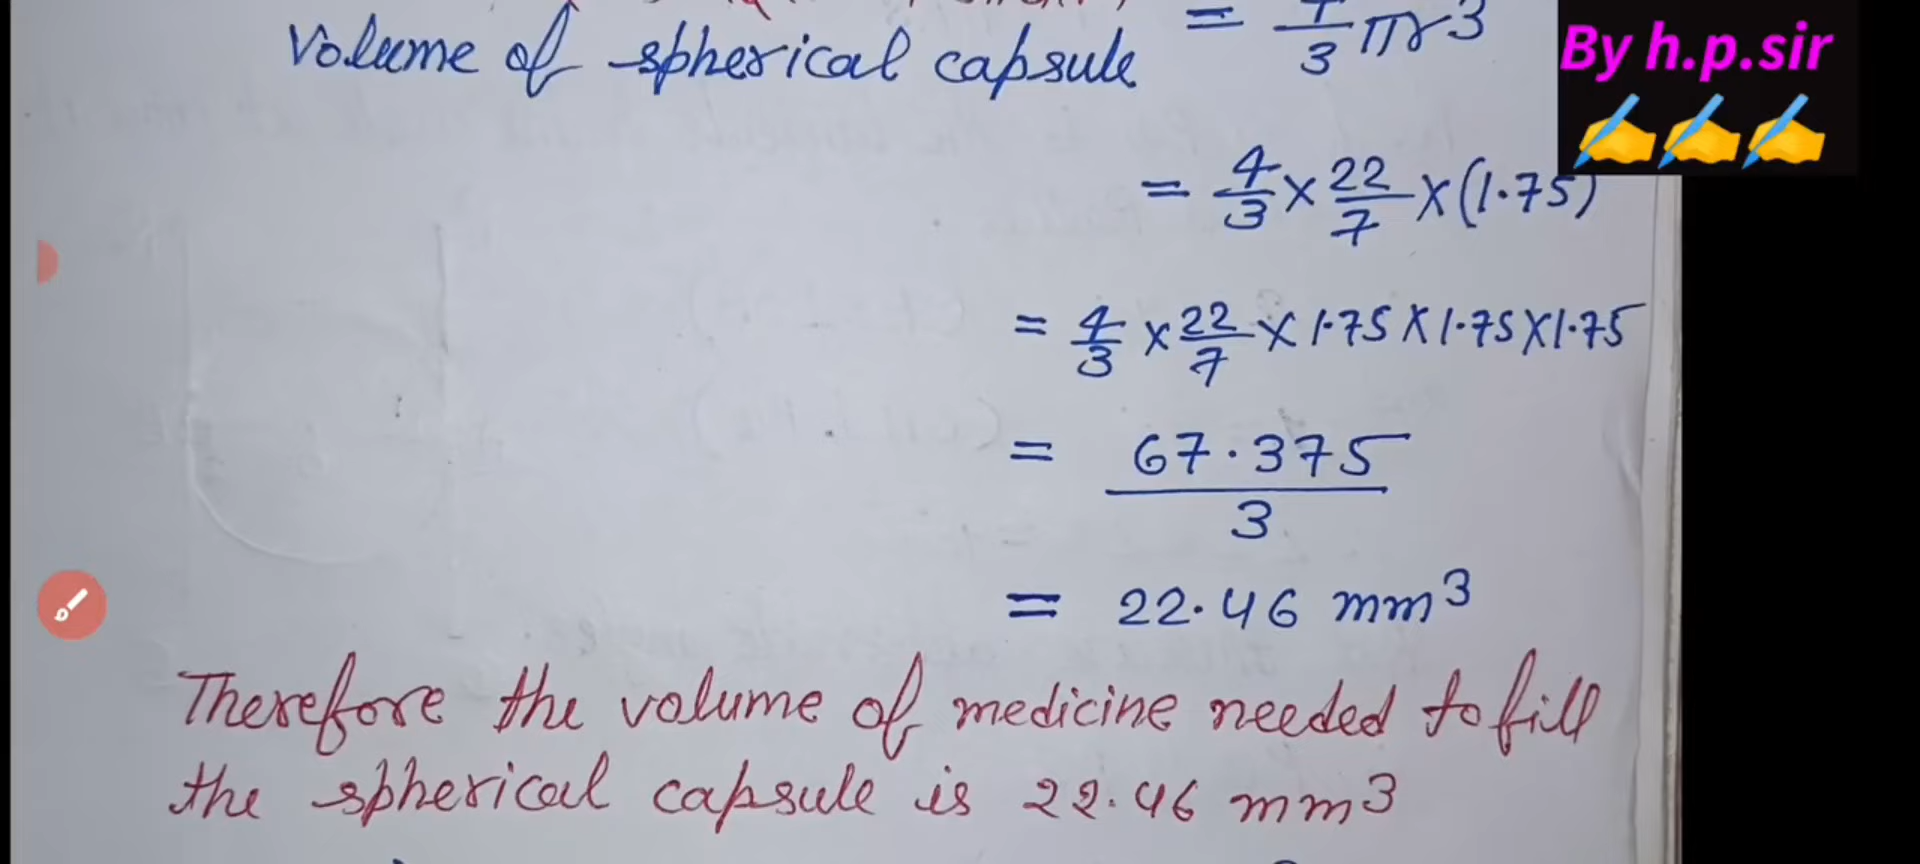 Volume of spherical capsule = 4/3 πr3
By h.p.sir
= 4/3 × 22/7 × (1.75)
= 4/3 × 22/7 × 1.75 × 1.75 × 1.75
= 67.375/3
= 22.46 mm3
Therefore the volume of medicine needed to fill
the spherical capsule is 22.46 mm3